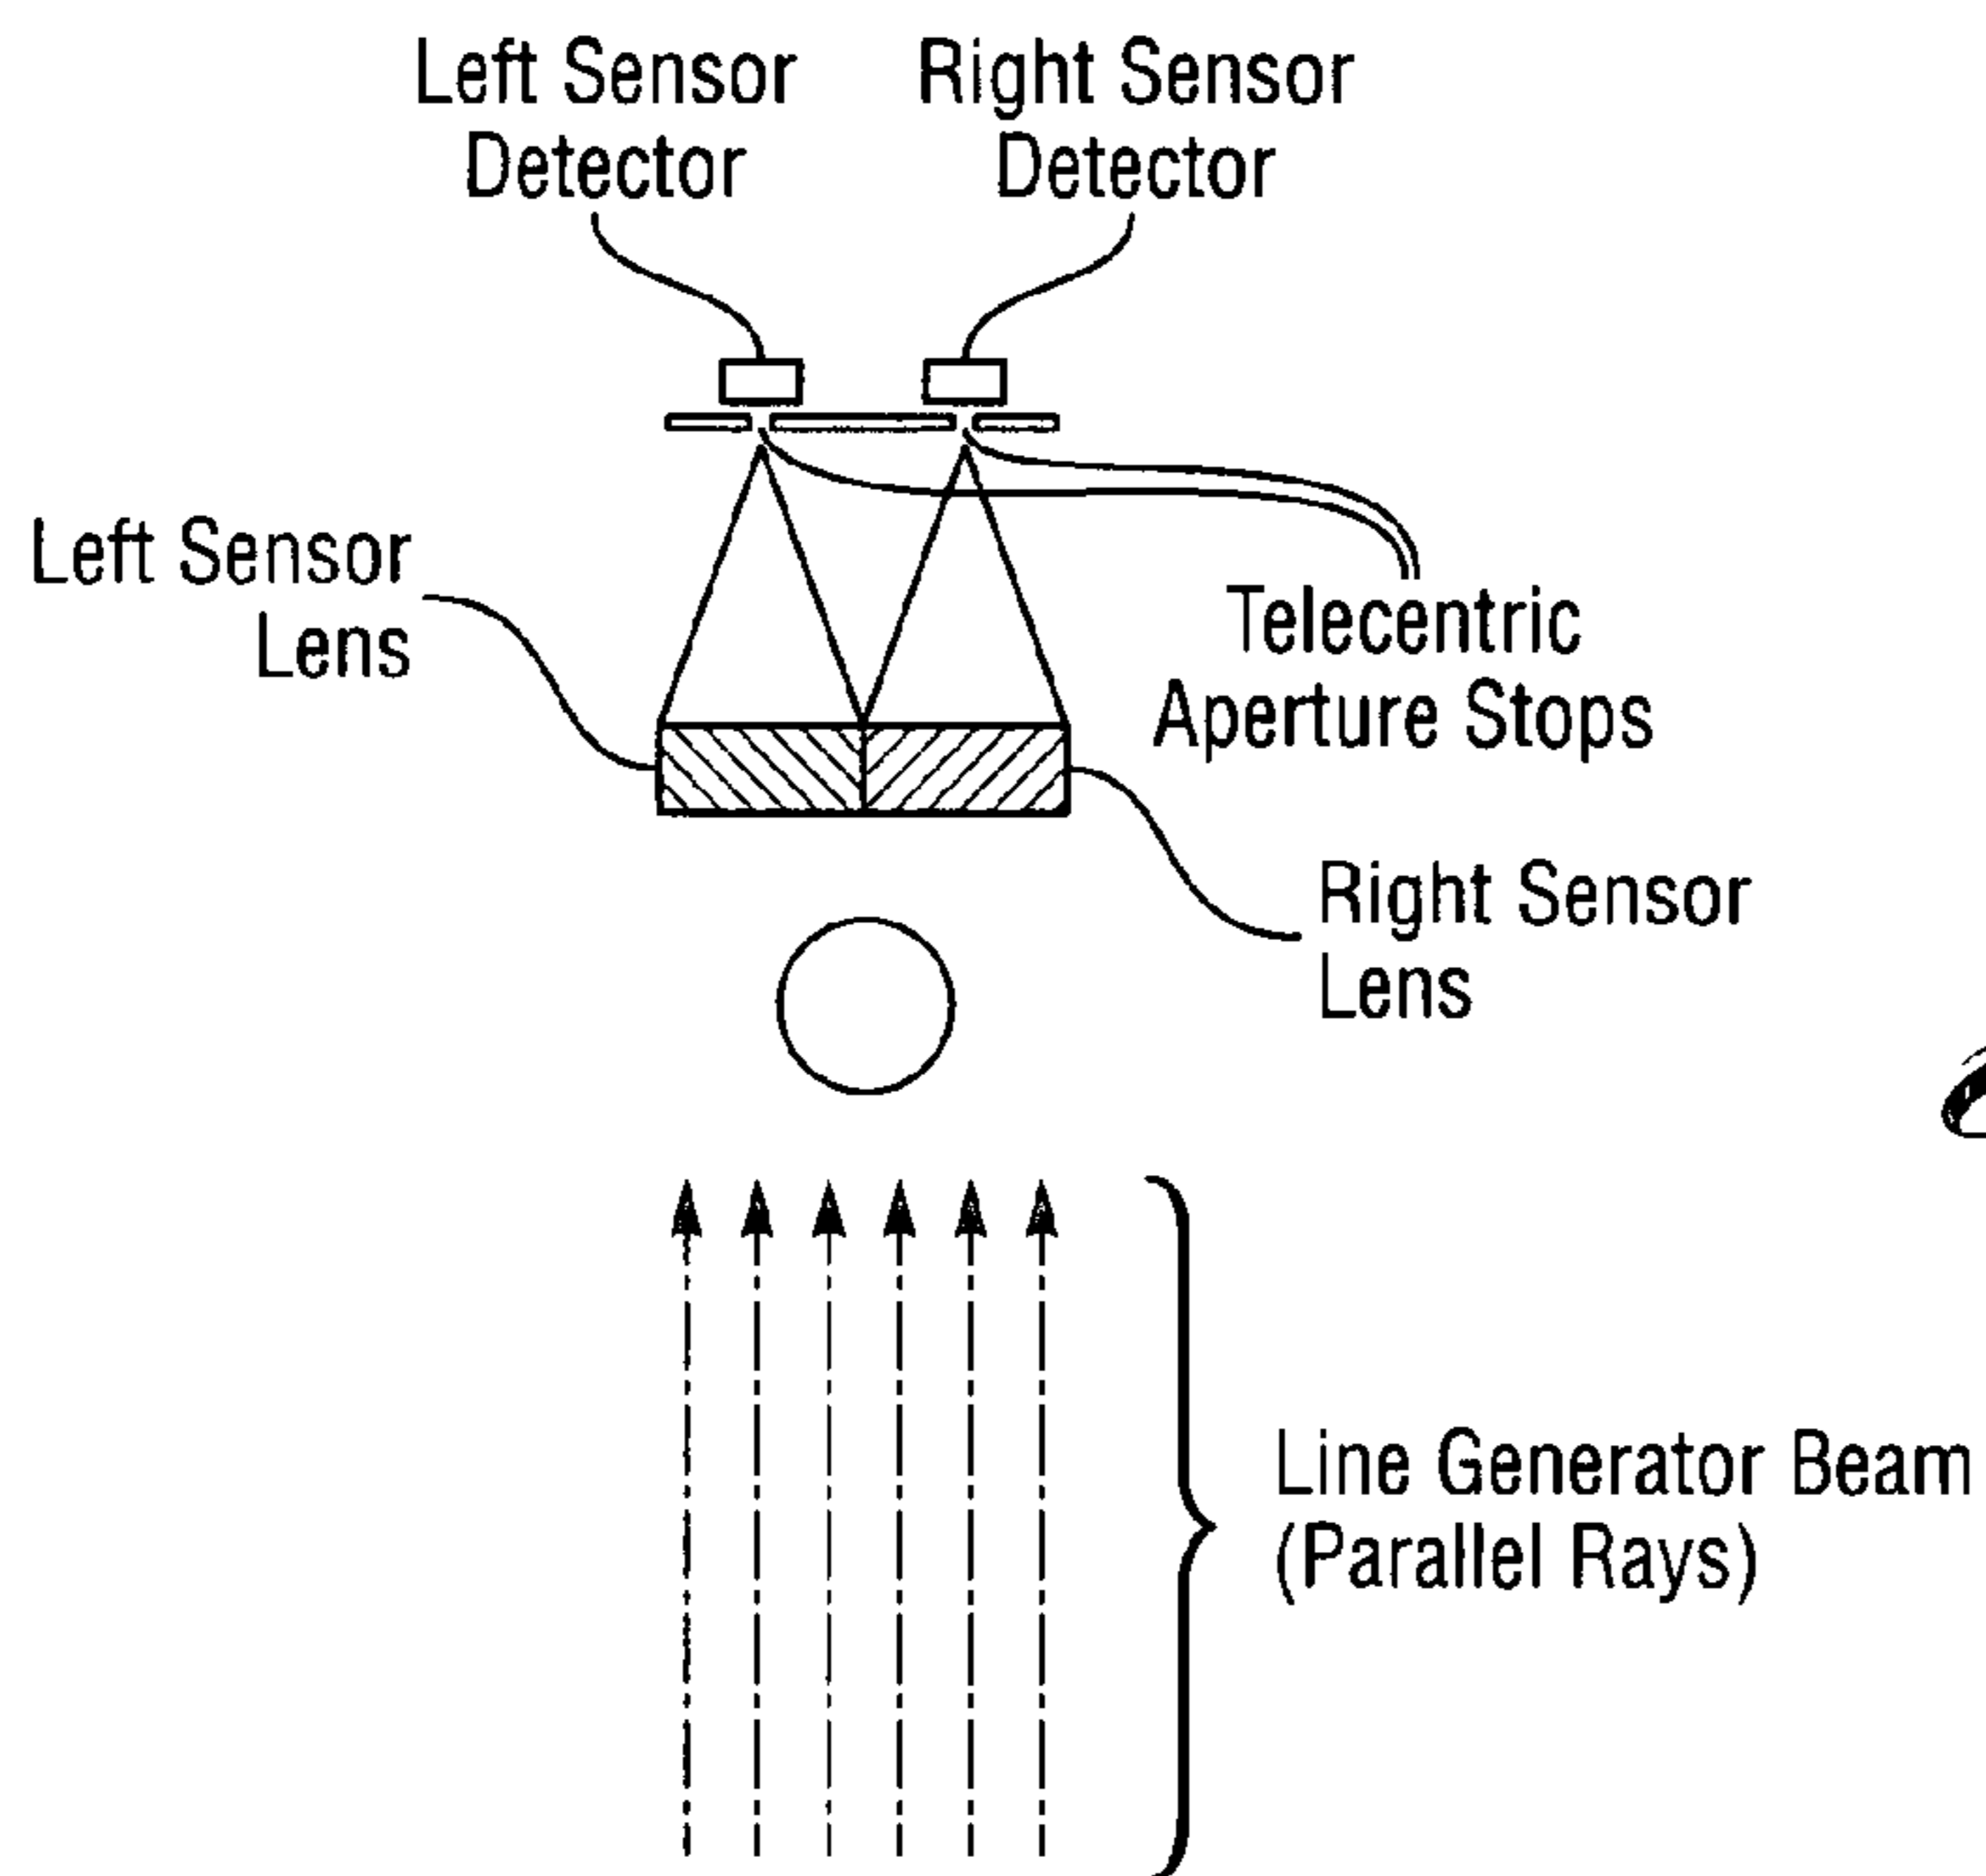 Left Sensor
Detector
Right Sensor
Detector
Left Sensor
Lens
Telecentric
Aperture Stops
Right Sensor
Lens
Line Generator Beam
(Parallel Rays)